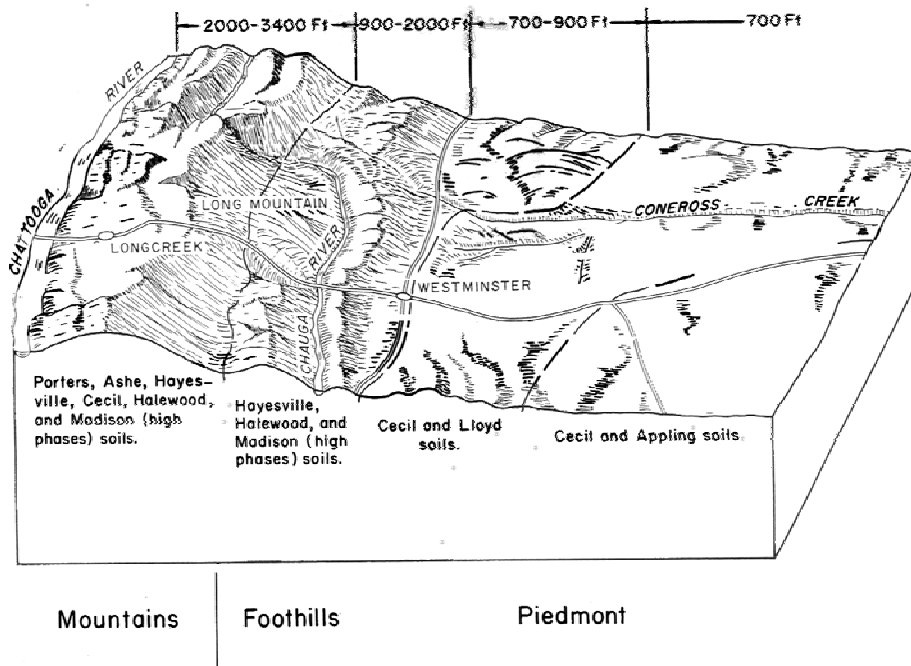 2000-3400 Ft 900-2000 Ft 700-900 Ft 700 Ft
RIVER
CHATTOOGA
LONG MOUNTAIN
CONEROSS CREEK
LONGCREEK
RIVER
WESTMINSTER
CHAUGA
Porters, Ashe, Hayes-
ville, Cecil, Halewood,
and Madison (high
phases) soils.
Hayesville,
Halewood, and
Madison (high
phases) soils.
Cecil and Lloyd
soils.
Cecil and Appling soils
Mountains Foothills Piedmont